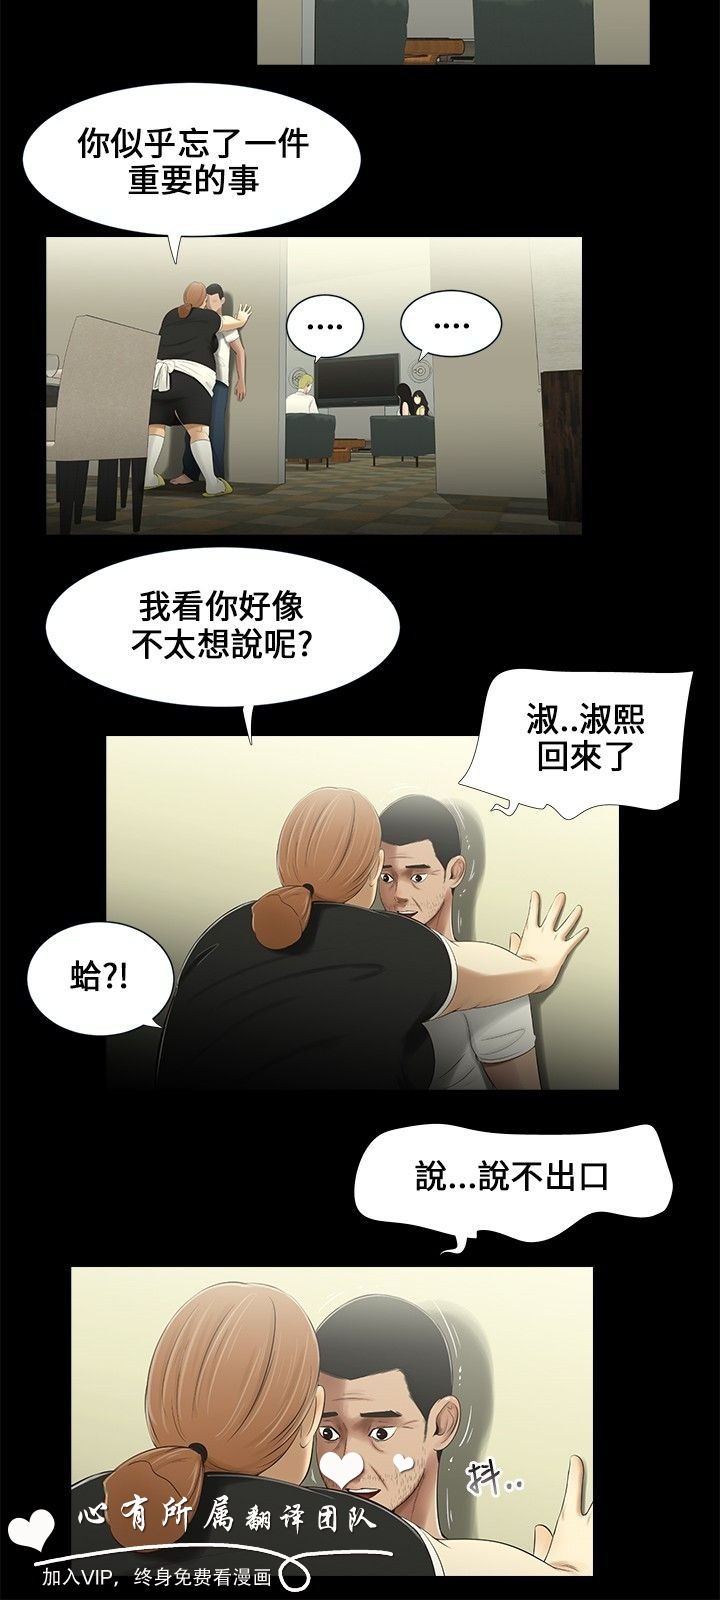 你似乎忘了一件
重要的事
....
....
我看你好像
不太想說呢?
淑..淑熙
回來了
蛤?!
說...說不出口
抖..
心有所属翻译团队
加入VIP，终身免费看漫画